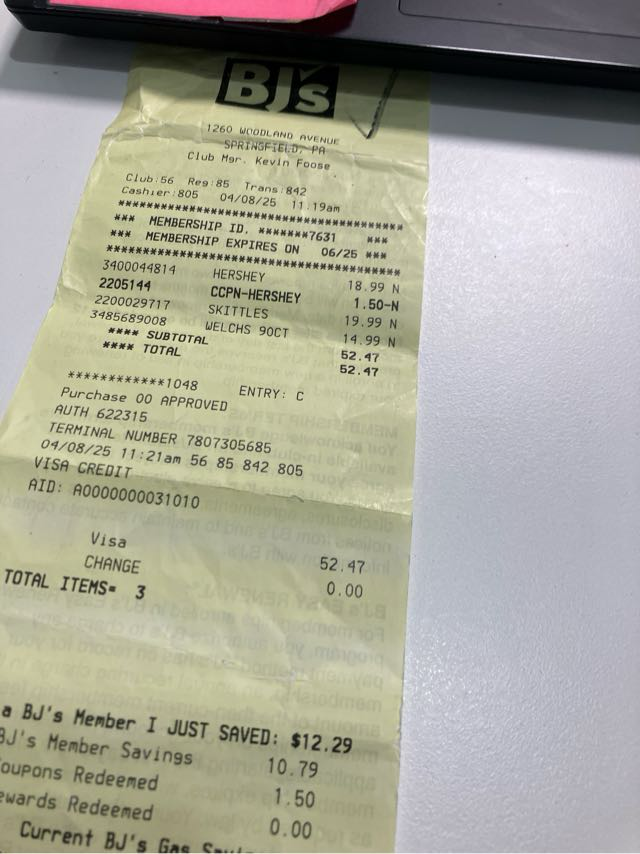 BJ's
1260 WOODLAND AVENUE
SPRINGFIELD, PA
Club Mgr. Kevin Foose
Club:56 Reg:85 Trans:842
Cashier:805 04/08/25 11:19am
****************************************
*** MEMBERSHIP ID. *******7631 ***
*** MEMBERSHIP EXPIRES ON 06/25 ***
****************************************
3400044814 HERSHEY 18.99 N
2205144 CCPN-HERSHEY 1.50-N
2200029717 SKITTLES 19.99 N
3485689008 WELCHS 90CT 14.99 N
**** SUBTOTAL 52.47
**** TOTAL 52.47
************1048 ENTRY: C
Purchase 00 APPROVED
AUTH 622315
TERMINAL NUMBER 7807305685
04/08/25 11:21am 56 85 842 805
VISA CREDIT
AID: A0000000031010
Visa 52.47
CHANGE 0.00
TOTAL ITEMS= 3
a BJ's Member I JUST SAVED: $12.29
BJ's Member Savings 10.79
oupons Redeemed 1.50
ewards Redeemed 0.00
Current BJ's Gas